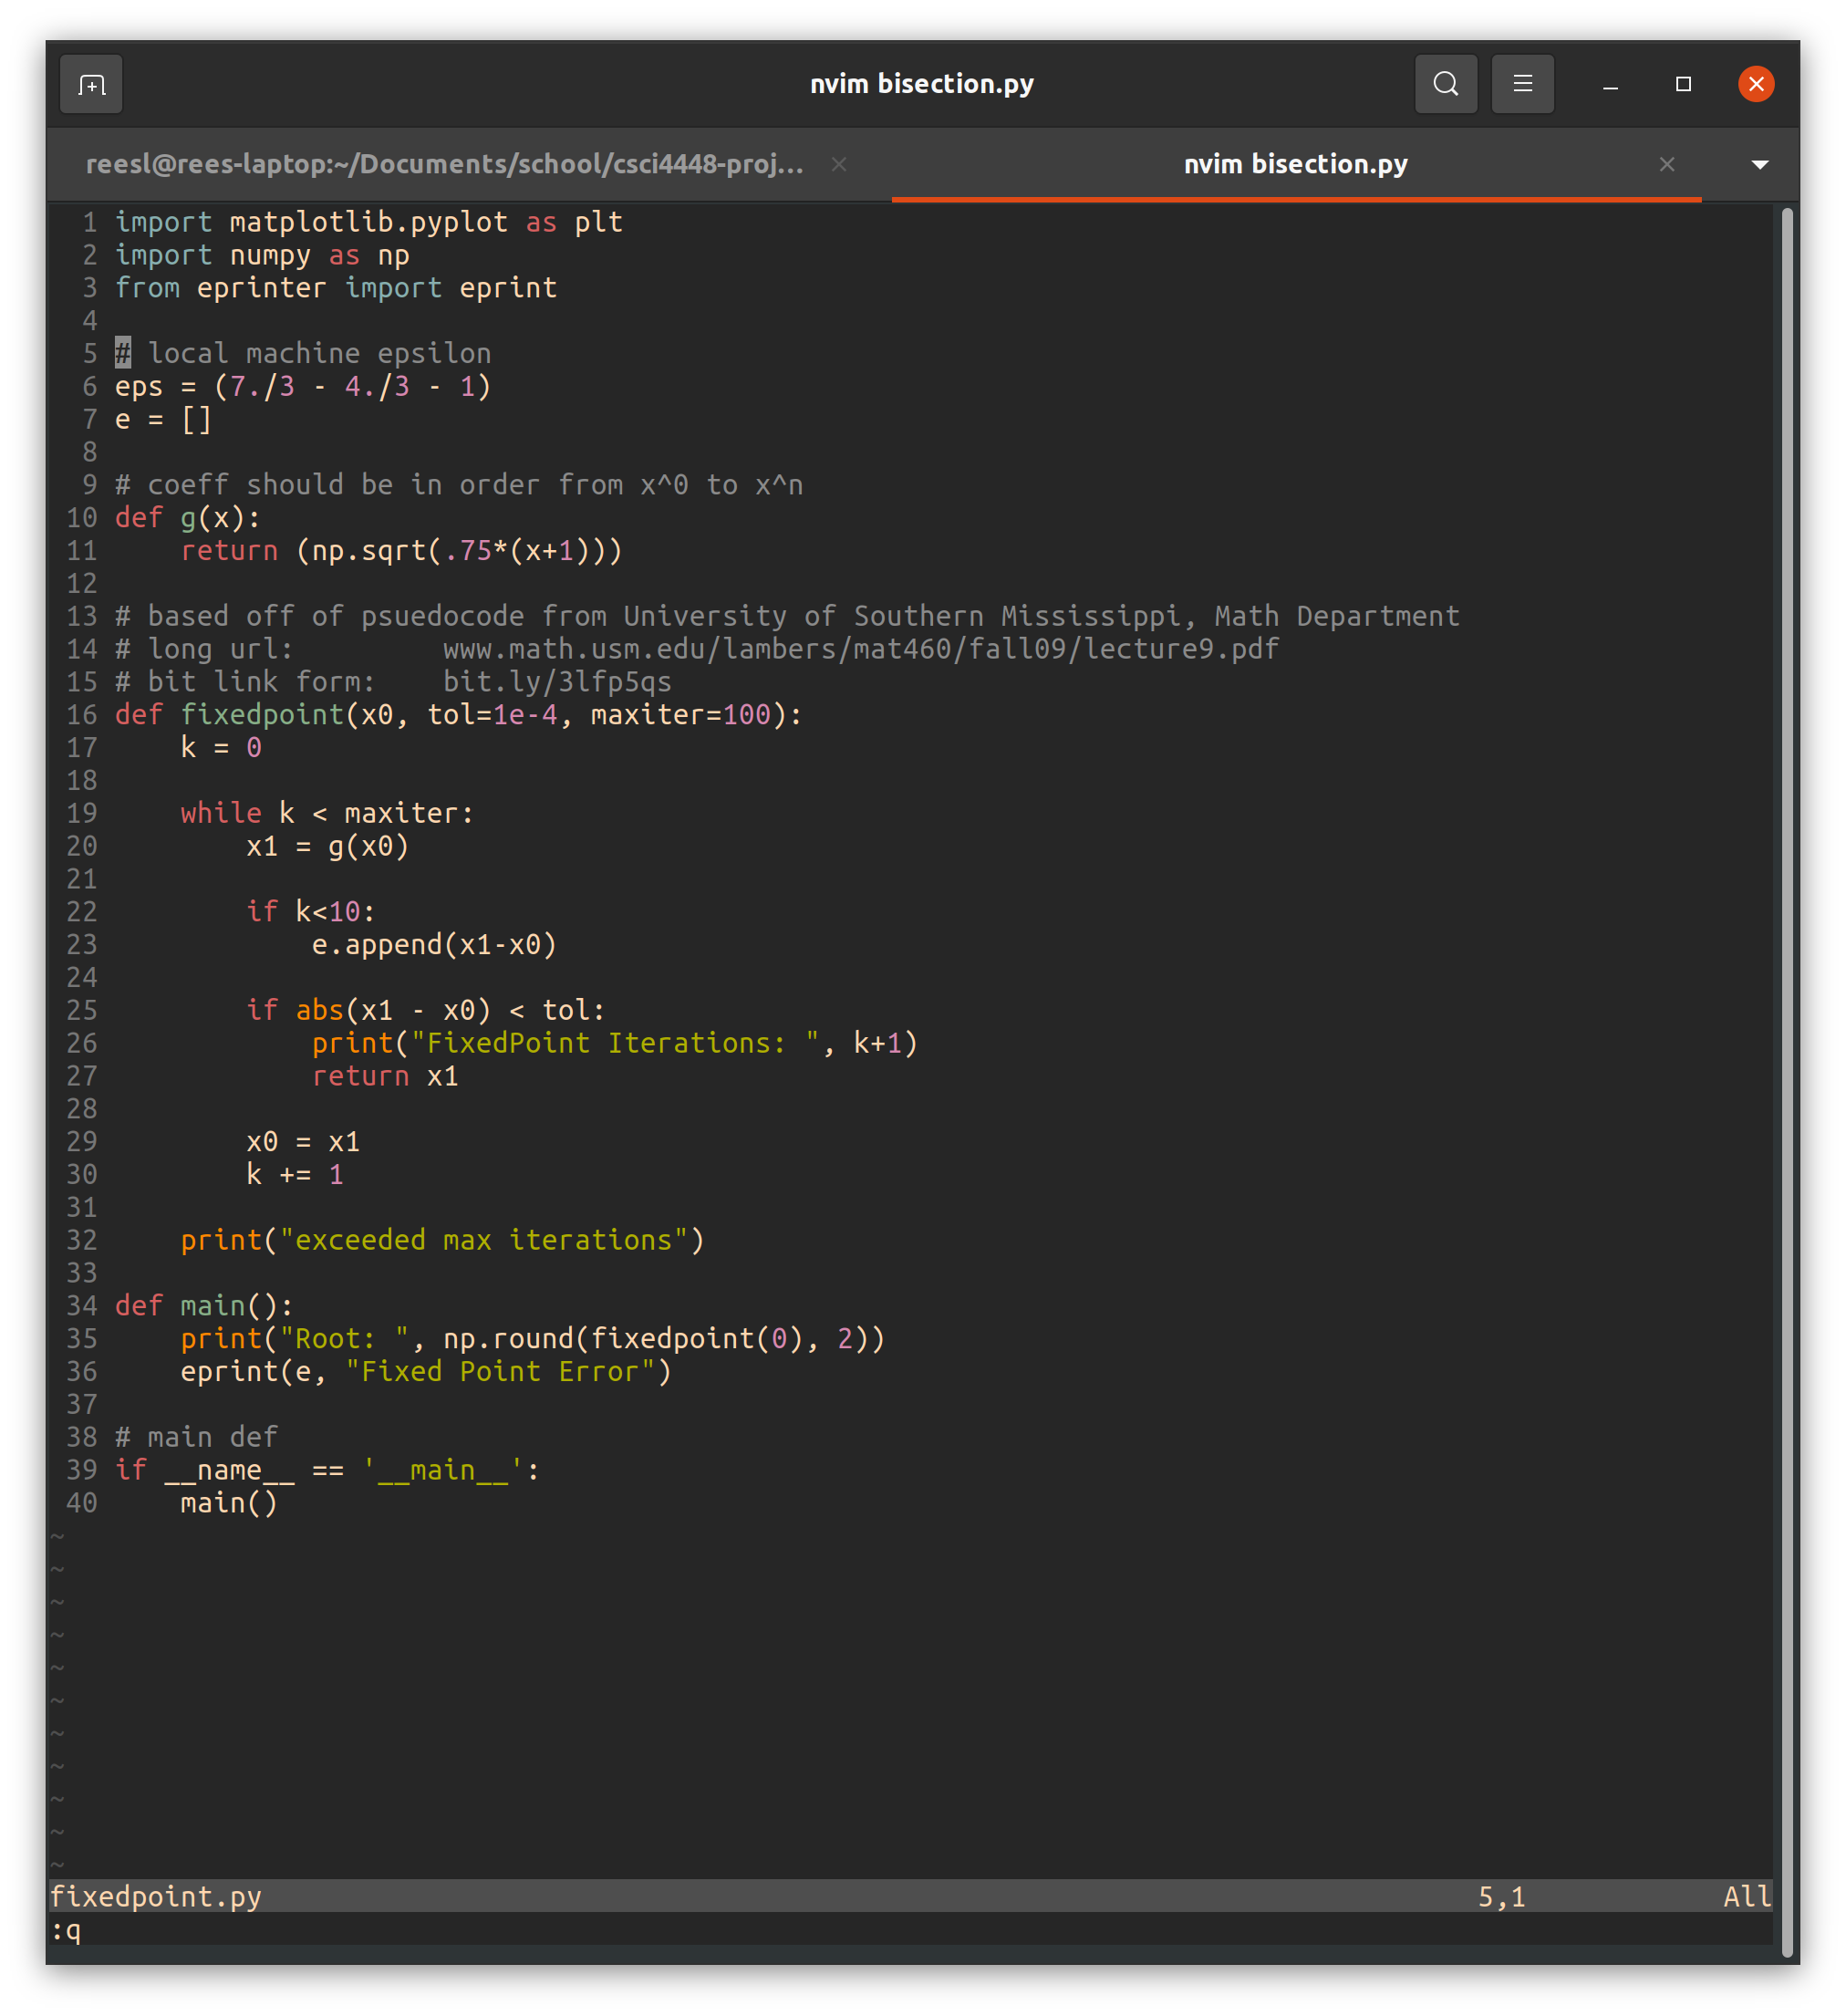 nvim bisection.py
reesl@rees-laptop:~/Documents/school/csci4448-proj...
nvim bisection.py
1 import matplotlib.pyplot as plt
2 import numpy as np
3 from eprinter import eprint
4
5 # local machine epsilon
6 eps = (7./3 - 4./3 - 1)
7 e = []
8
9 # coeff should be in order from x^0 to x^n
10 def g(x):
11     return (np.sqrt(.75*(x+1)))
12
13 # based off of psuedocode from University of Southern Mississippi, Math Department
14 # long url:         www.math.usm.edu/lambers/mat460/fall09/lecture9.pdf
15 # bit link form:    bit.ly/3lfp5qs
16 def fixedpoint(x0, tol=1e-4, maxiter=100):
17     k = 0
18
19     while k < maxiter:
20         x1 = g(x0)
21
22         if k<10:
23             e.append(x1-x0)
24
25         if abs(x1 - x0) < tol:
26             print("FixedPoint Iterations: ", k+1)
27             return x1
28
29         x0 = x1
30         k += 1
31
32     print("exceeded max iterations")
33
34 def main():
35     print("Root: ", np.round(fixedpoint(0), 2))
36     eprint(e, "Fixed Point Error")
37
38 # main def
39 if __name__ == '__main__':
40     main()
~
~
~
~
~
~
~
~
~
~
~
fixedpoint.py 5,1 All
:q